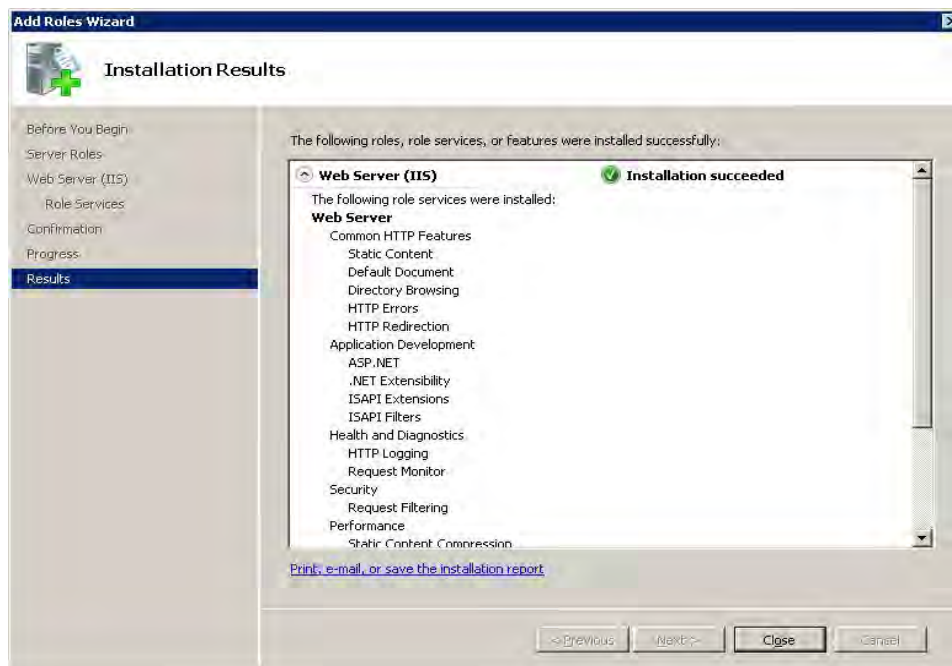 Add Roles Wizard
Installation Results
Before You Begin
Server Roles
Web Server (IIS)
Role Services
Confirmation
Progress
Results
The following roles, role services, or features were installed successfully:
Web Server (IIS) Installation succeeded
The following role services were installed:
Web Server
Common HTTP Features
Static Content
Default Document
Directory Browsing
HTTP Errors
HTTP Redirection
Application Development
ASP.NET
.NET Extensibility
ISAPI Extensions
ISAPI Filters
Health and Diagnostics
HTTP Logging
Request Monitor
Security
Request Filtering
Performance
Static Content Compression
Print, e-mail, or save the installation report
< Previous Next > Close Cancel